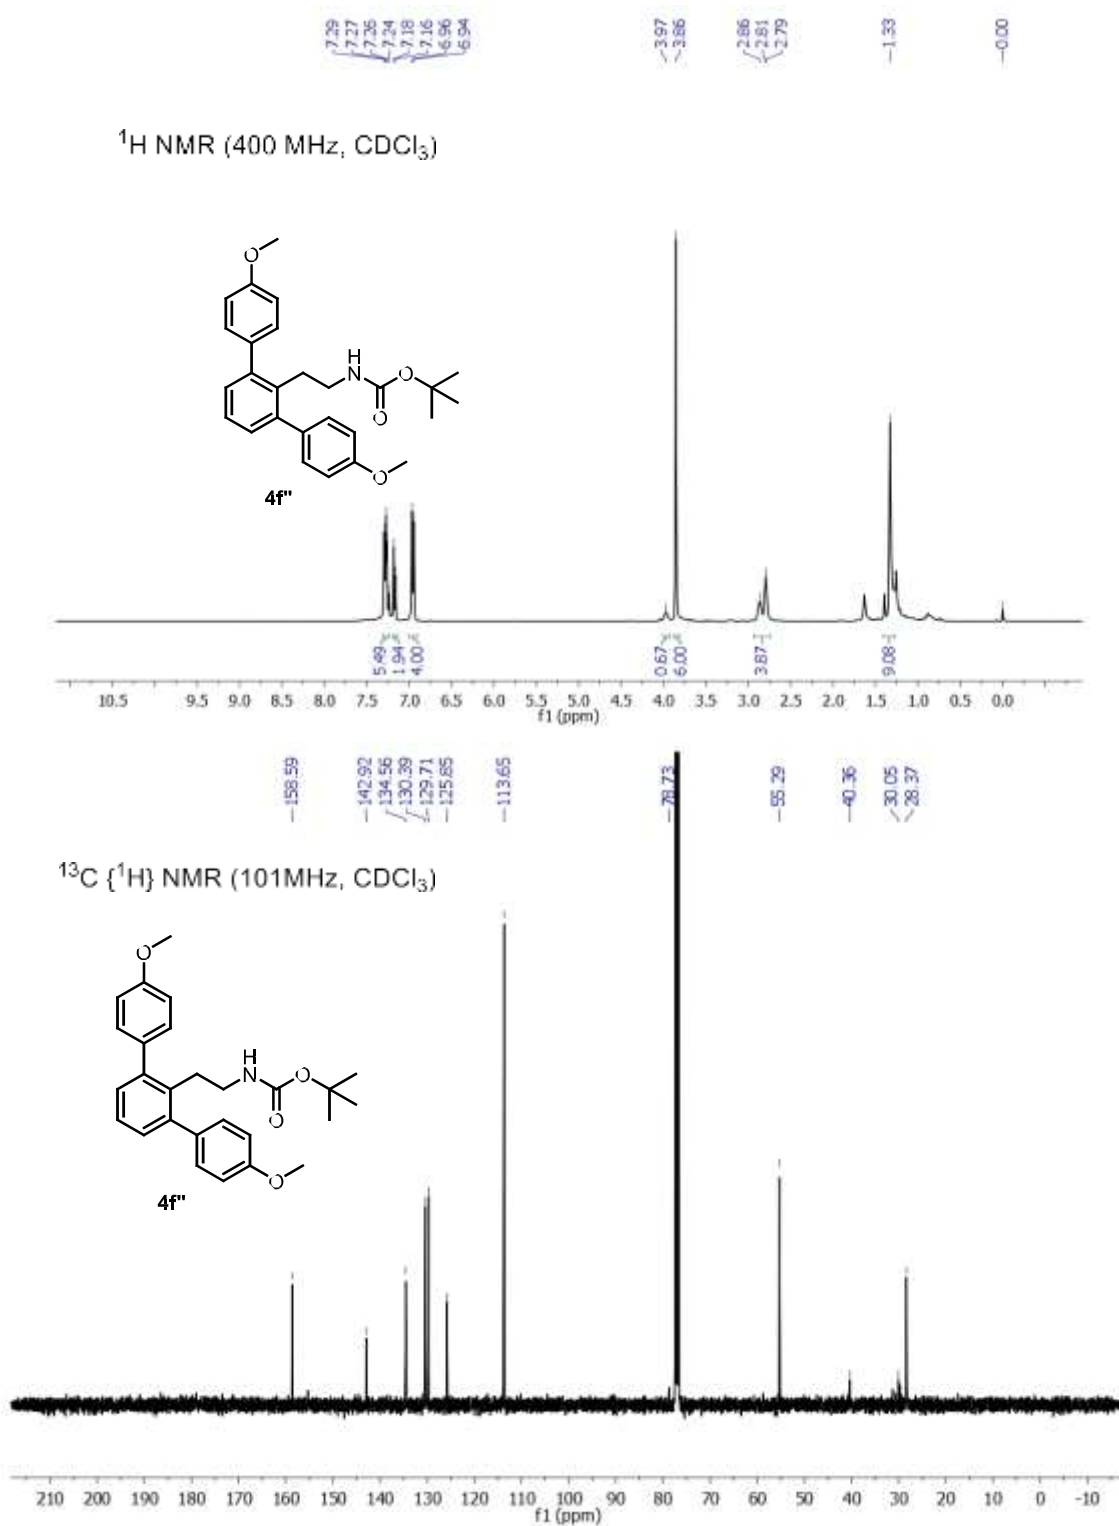 7.29
7.27
7.26
7.24
7.18
7.16
6.96
6.94
3.97
3.86
2.86
2.81
2.79
1.33
0.00
¹H NMR (400 MHz, CDCl₃)
O
H
N
O
O
O
4f"
5.49
1.94
4.00
0.67
6.00
3.87
9.08
10.5 9.5 9.0 8.5 8.0 7.5 7.0 6.5 6.0 5.5 5.0 4.5 4.0 3.5 3.0 2.5 2.0 1.5 1.0 0.5 0.0
f1 (ppm)
158.59
142.92
134.56
130.39
129.71
125.85
113.65
78.73
55.29
40.36
30.05
28.37
¹³C {¹H} NMR (101MHz, CDCl₃)
O
H
N
O
O
O
4f"
210 200 190 180 170 160 150 140 130 120 110 100 90 80 70 60 50 40 30 20 10 0 -10
f1 (ppm)